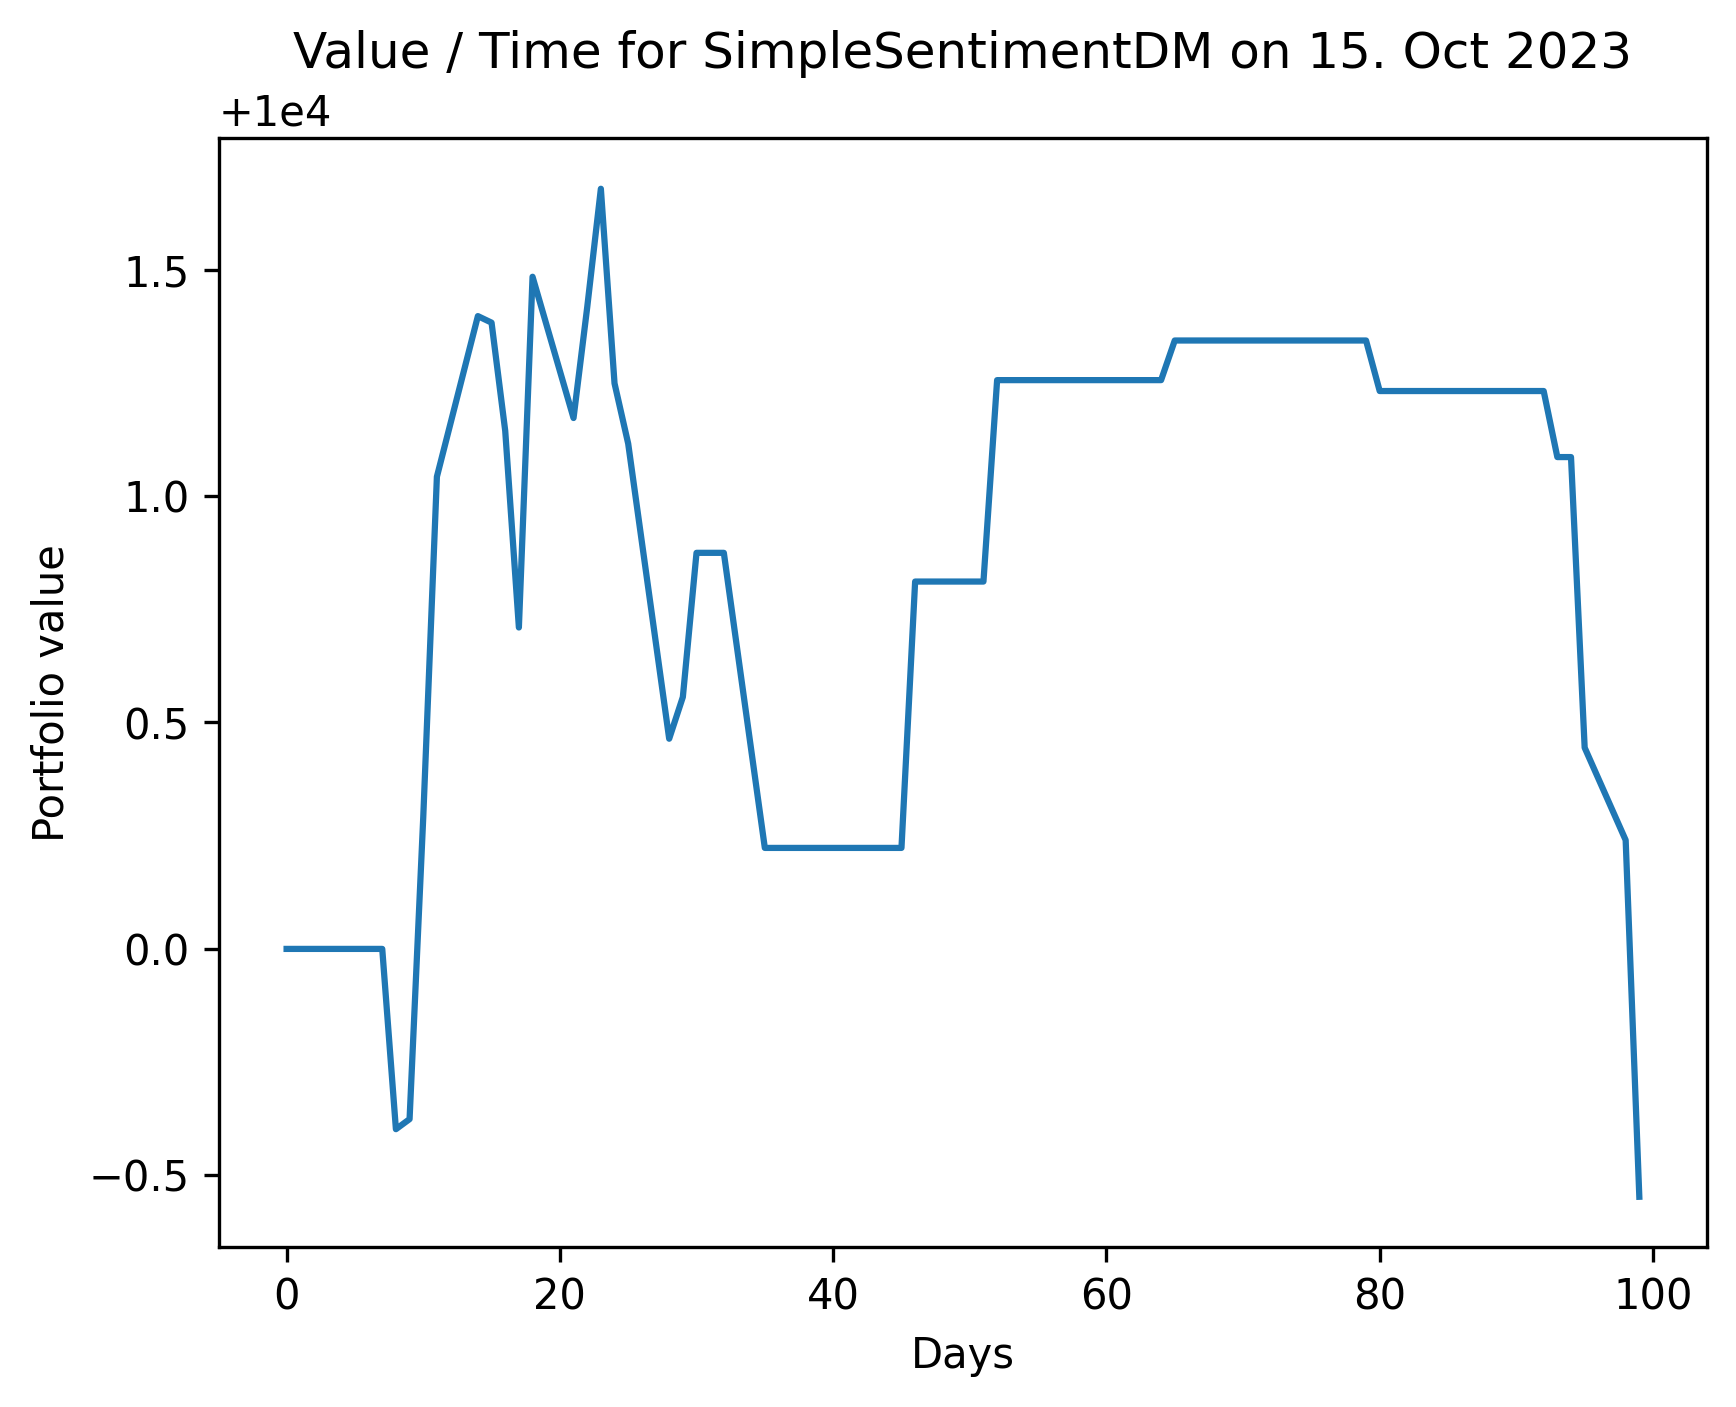 Value / Time for SimpleSentimentDM on 15. Oct 2023
+1e4
1.5
1.0
0.5
0.0
−0.5
Portfolio value
0 20 40 60 80 100
Days